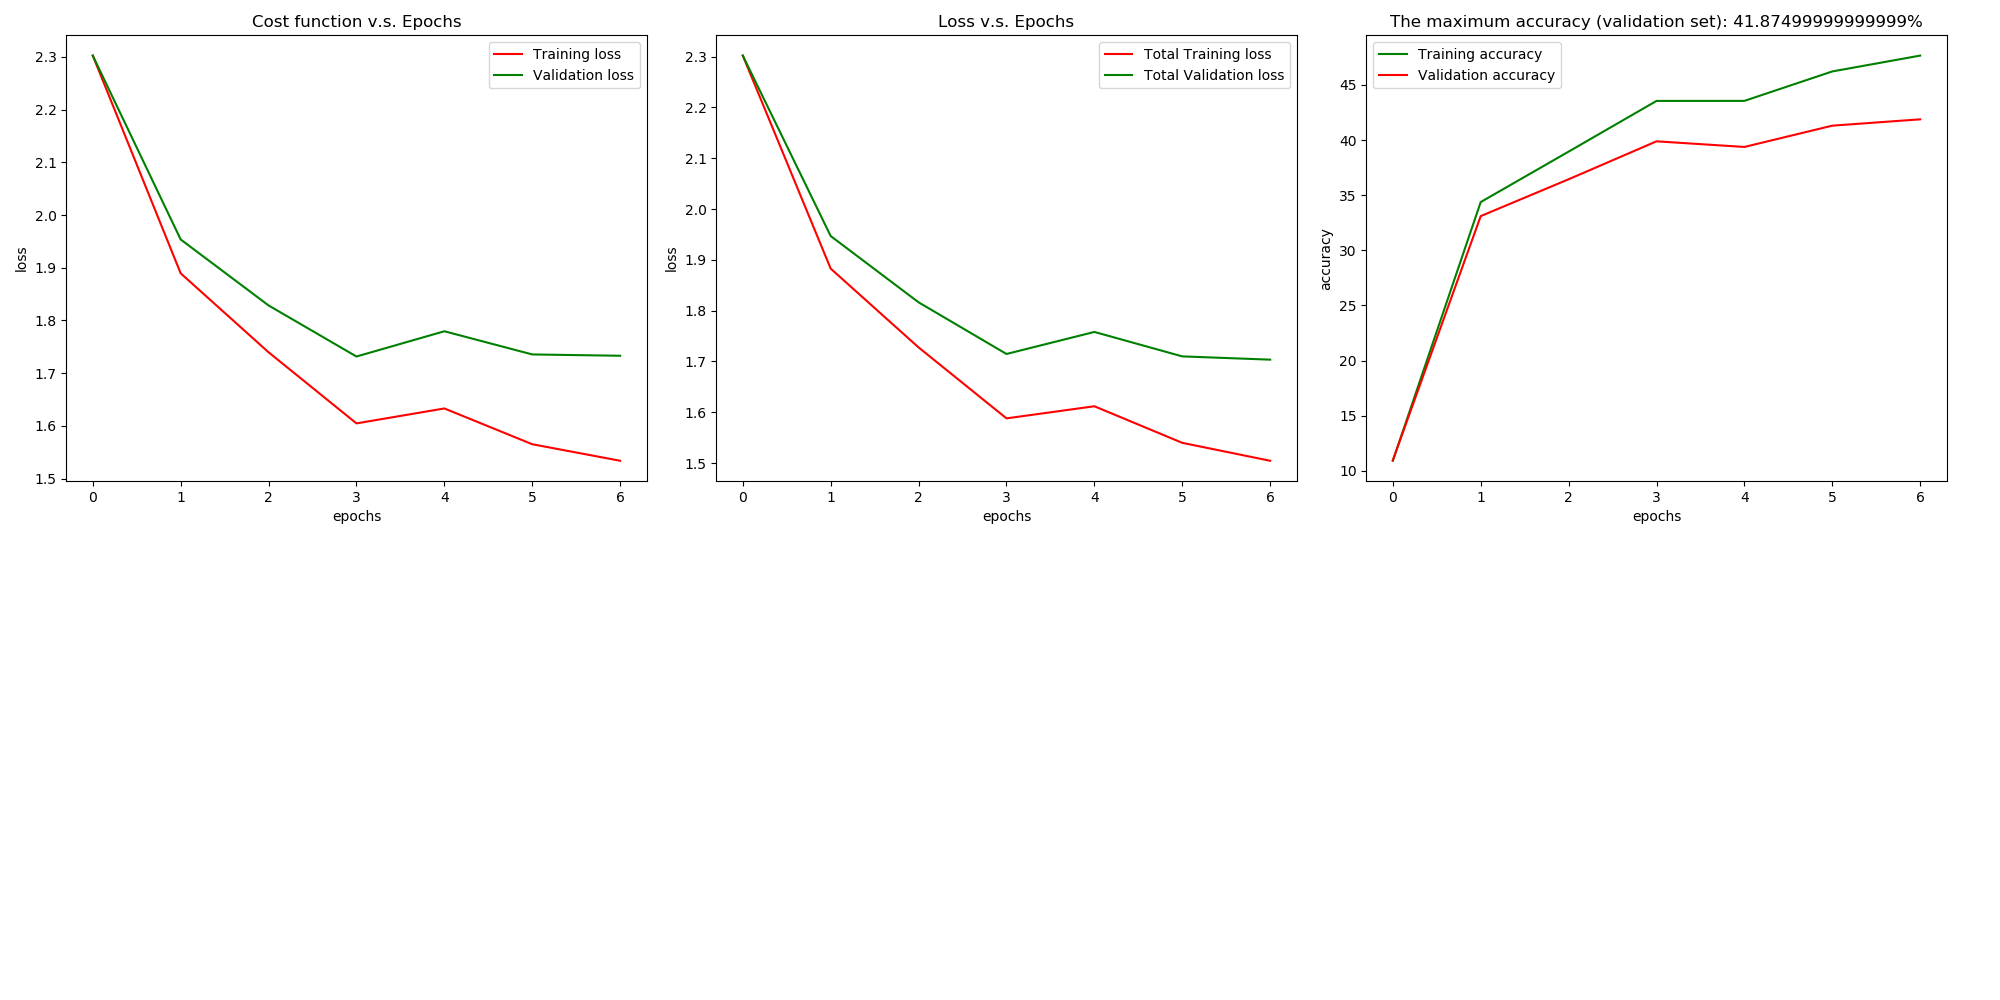 Cost function v.s. Epochs
Training loss
Validation loss
2.3
2.2
2.1
2.0
1.9
1.8
1.7
1.6
1.5
loss
0 1 2 3 4 5 6
epochs
Loss v.s. Epochs
Total Training loss
Total Validation loss
2.3
2.2
2.1
2.0
1.9
1.8
1.7
1.6
1.5
loss
0 1 2 3 4 5 6
epochs
The maximum accuracy (validation set): 41.87499999999999%
Training accuracy
Validation accuracy
45
40
35
30
25
20
15
10
accuracy
0 1 2 3 4 5 6
epochs